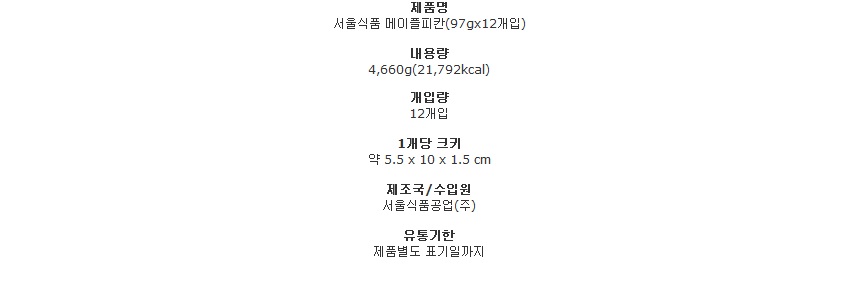 제품명
서울식품 메이플피칸(97gx12개입)
내용량
4,660g(21,792kcal)
개입량
12개입
1개당 크키
약 5.5 x 10 x 1.5 cm
제조국/수입원
서울식품공업(주)
유통기한
제품별도 표기일까지